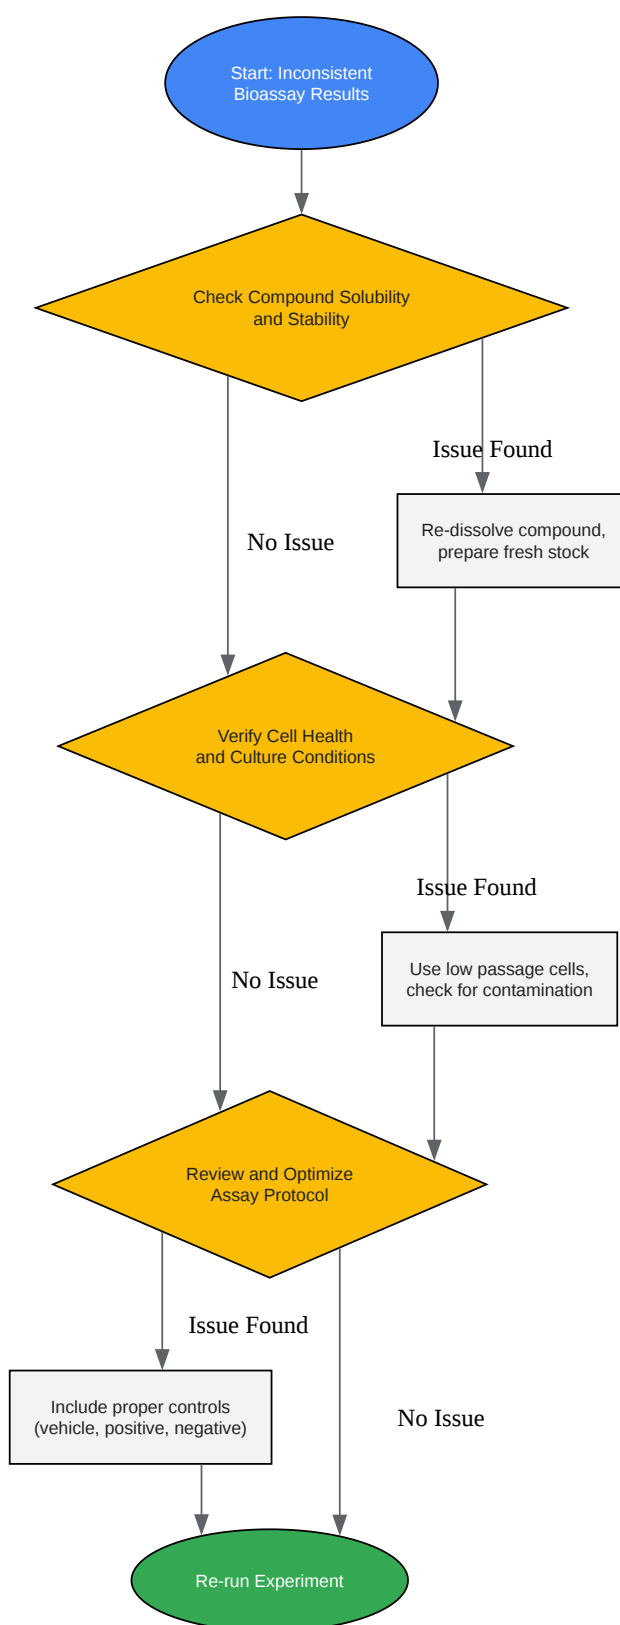 Start: Inconsistent
Bioassay Results
Check Compound Solubility
and Stability
Issue Found
Re-dissolve compound,
prepare fresh stock
No Issue
Verify Cell Health
and Culture Conditions
Issue Found
Use low passage cells,
check for contamination
No Issue
Review and Optimize
Assay Protocol
Issue Found
Include proper controls
(vehicle, positive, negative)
No Issue
Re-run Experiment